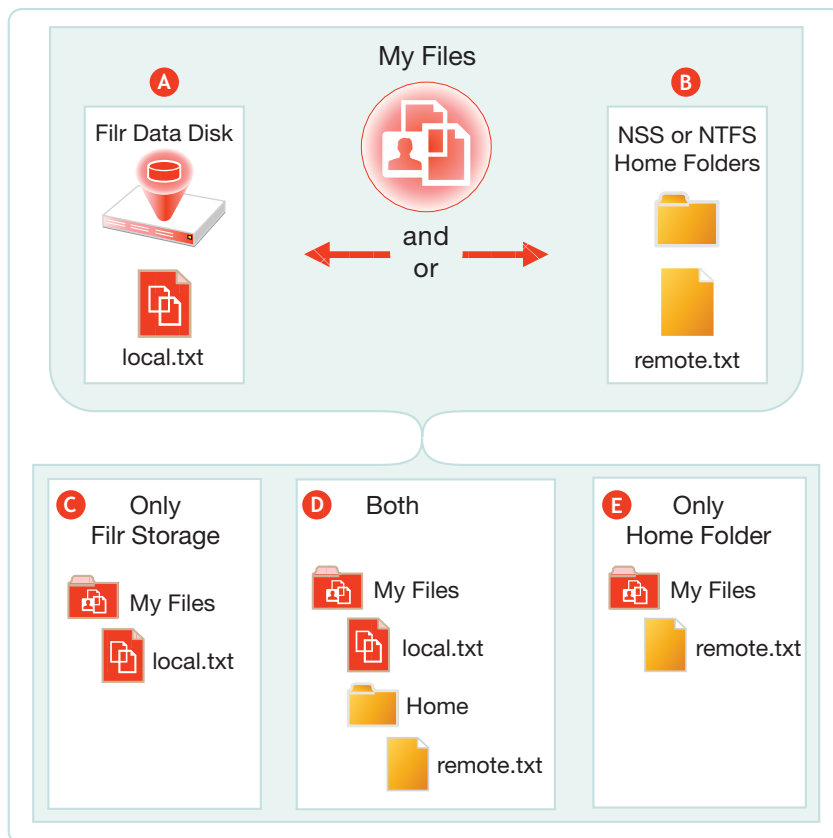 My Files
A
Filr Data Disk
local.txt
and
or
B
NSS or NTFS
Home Folders
remote.txt
C
Only
Filr Storage
My Files
local.txt
D
Both
My Files
local.txt
Home
remote.txt
E
Only
Home Folder
My Files
remote.txt